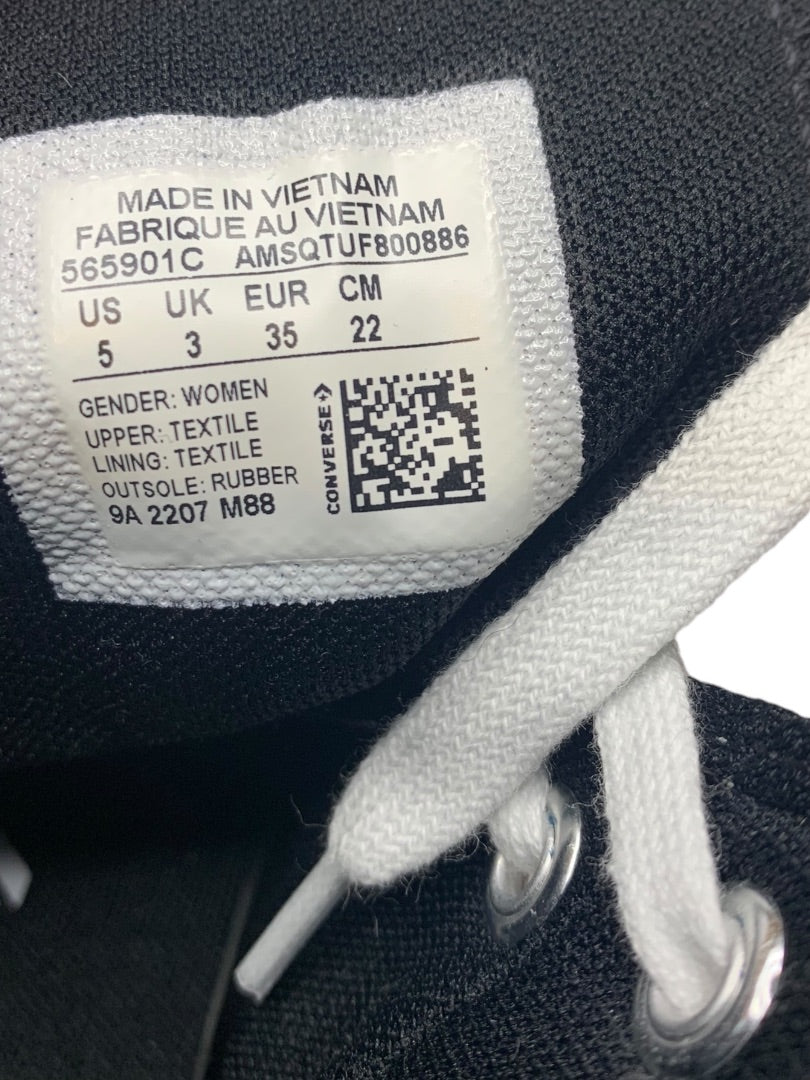 MADE IN VIETNAM
FABRIQUE AU VIETNAM
565901C AMSQTUF800886
US UK EUR CM
5 3 35 22
GENDER: WOMEN
UPPER: TEXTILE
LINING: TEXTILE
OUTSOLE: RUBBER
9A 2207 M88
CONVERSE